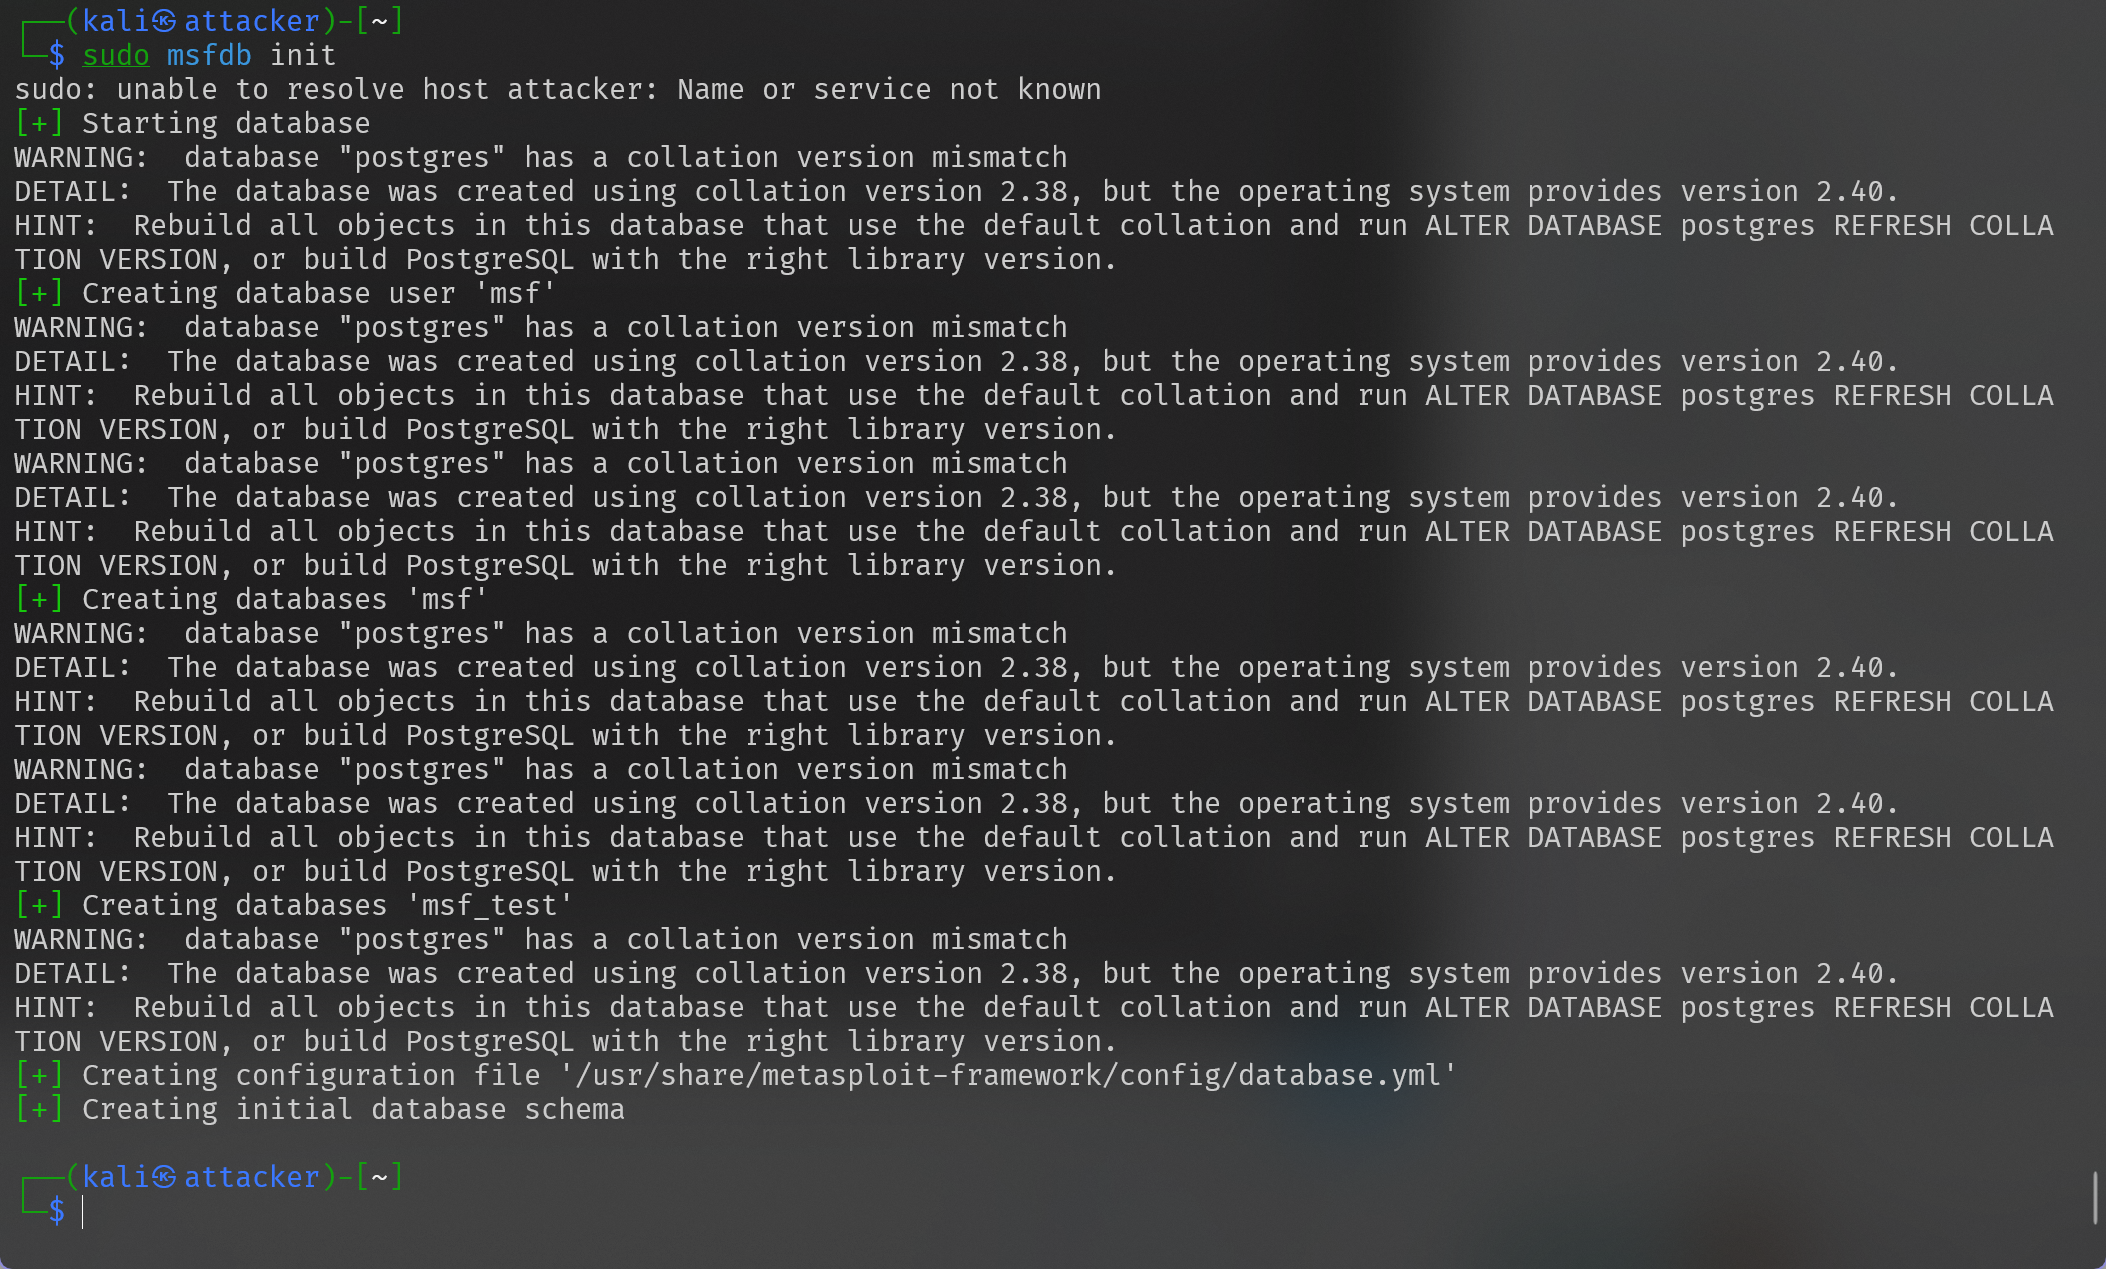 ┌──(kali㉿attacker)-[~]
└─$ sudo msfdb init
sudo: unable to resolve host attacker: Name or service not known
[+] Starting database
WARNING:  database "postgres" has a collation version mismatch
DETAIL:  The database was created using collation version 2.38, but the operating system provides version 2.40.
HINT:  Rebuild all objects in this database that use the default collation and run ALTER DATABASE postgres REFRESH COLLA
TION VERSION, or build PostgreSQL with the right library version.
[+] Creating database user 'msf'
WARNING:  database "postgres" has a collation version mismatch
DETAIL:  The database was created using collation version 2.38, but the operating system provides version 2.40.
HINT:  Rebuild all objects in this database that use the default collation and run ALTER DATABASE postgres REFRESH COLLA
TION VERSION, or build PostgreSQL with the right library version.
WARNING:  database "postgres" has a collation version mismatch
DETAIL:  The database was created using collation version 2.38, but the operating system provides version 2.40.
HINT:  Rebuild all objects in this database that use the default collation and run ALTER DATABASE postgres REFRESH COLLA
TION VERSION, or build PostgreSQL with the right library version.
[+] Creating databases 'msf'
WARNING:  database "postgres" has a collation version mismatch
DETAIL:  The database was created using collation version 2.38, but the operating system provides version 2.40.
HINT:  Rebuild all objects in this database that use the default collation and run ALTER DATABASE postgres REFRESH COLLA
TION VERSION, or build PostgreSQL with the right library version.
WARNING:  database "postgres" has a collation version mismatch
DETAIL:  The database was created using collation version 2.38, but the operating system provides version 2.40.
HINT:  Rebuild all objects in this database that use the default collation and run ALTER DATABASE postgres REFRESH COLLA
TION VERSION, or build PostgreSQL with the right library version.
[+] Creating databases 'msf_test'
WARNING:  database "postgres" has a collation version mismatch
DETAIL:  The database was created using collation version 2.38, but the operating system provides version 2.40.
HINT:  Rebuild all objects in this database that use the default collation and run ALTER DATABASE postgres REFRESH COLLA
TION VERSION, or build PostgreSQL with the right library version.
[+] Creating configuration file '/usr/share/metasploit-framework/config/database.yml'
[+] Creating initial database schema
┌──(kali㉿attacker)-[~]
└─$